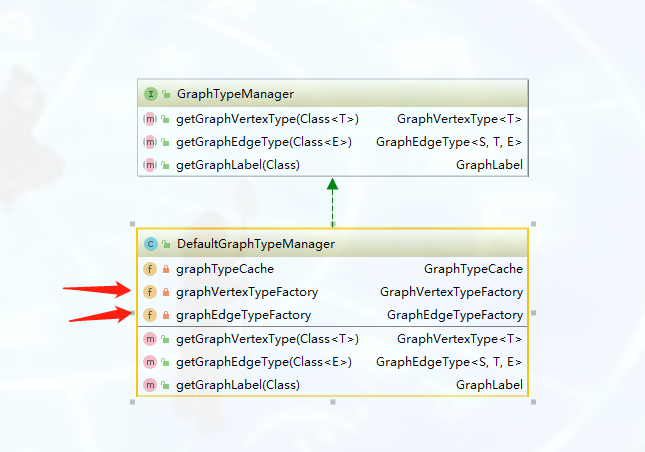 I GraphTypeManager
m getGraphVertexType(Class<T>) GraphVertexType<T>
m getGraphEdgeType(Class<E>) GraphEdgeType<S, T, E>
m getGraphLabel(Class) GraphLabel
C DefaultGraphTypeManager
f graphTypeCache GraphTypeCache
f graphVertexTypeFactory GraphVertexTypeFactory
f graphEdgeTypeFactory GraphEdgeTypeFactory
m getGraphVertexType(Class<T>) GraphVertexType<T>
m getGraphEdgeType(Class<E>) GraphEdgeType<S, T, E>
m getGraphLabel(Class) GraphLabel